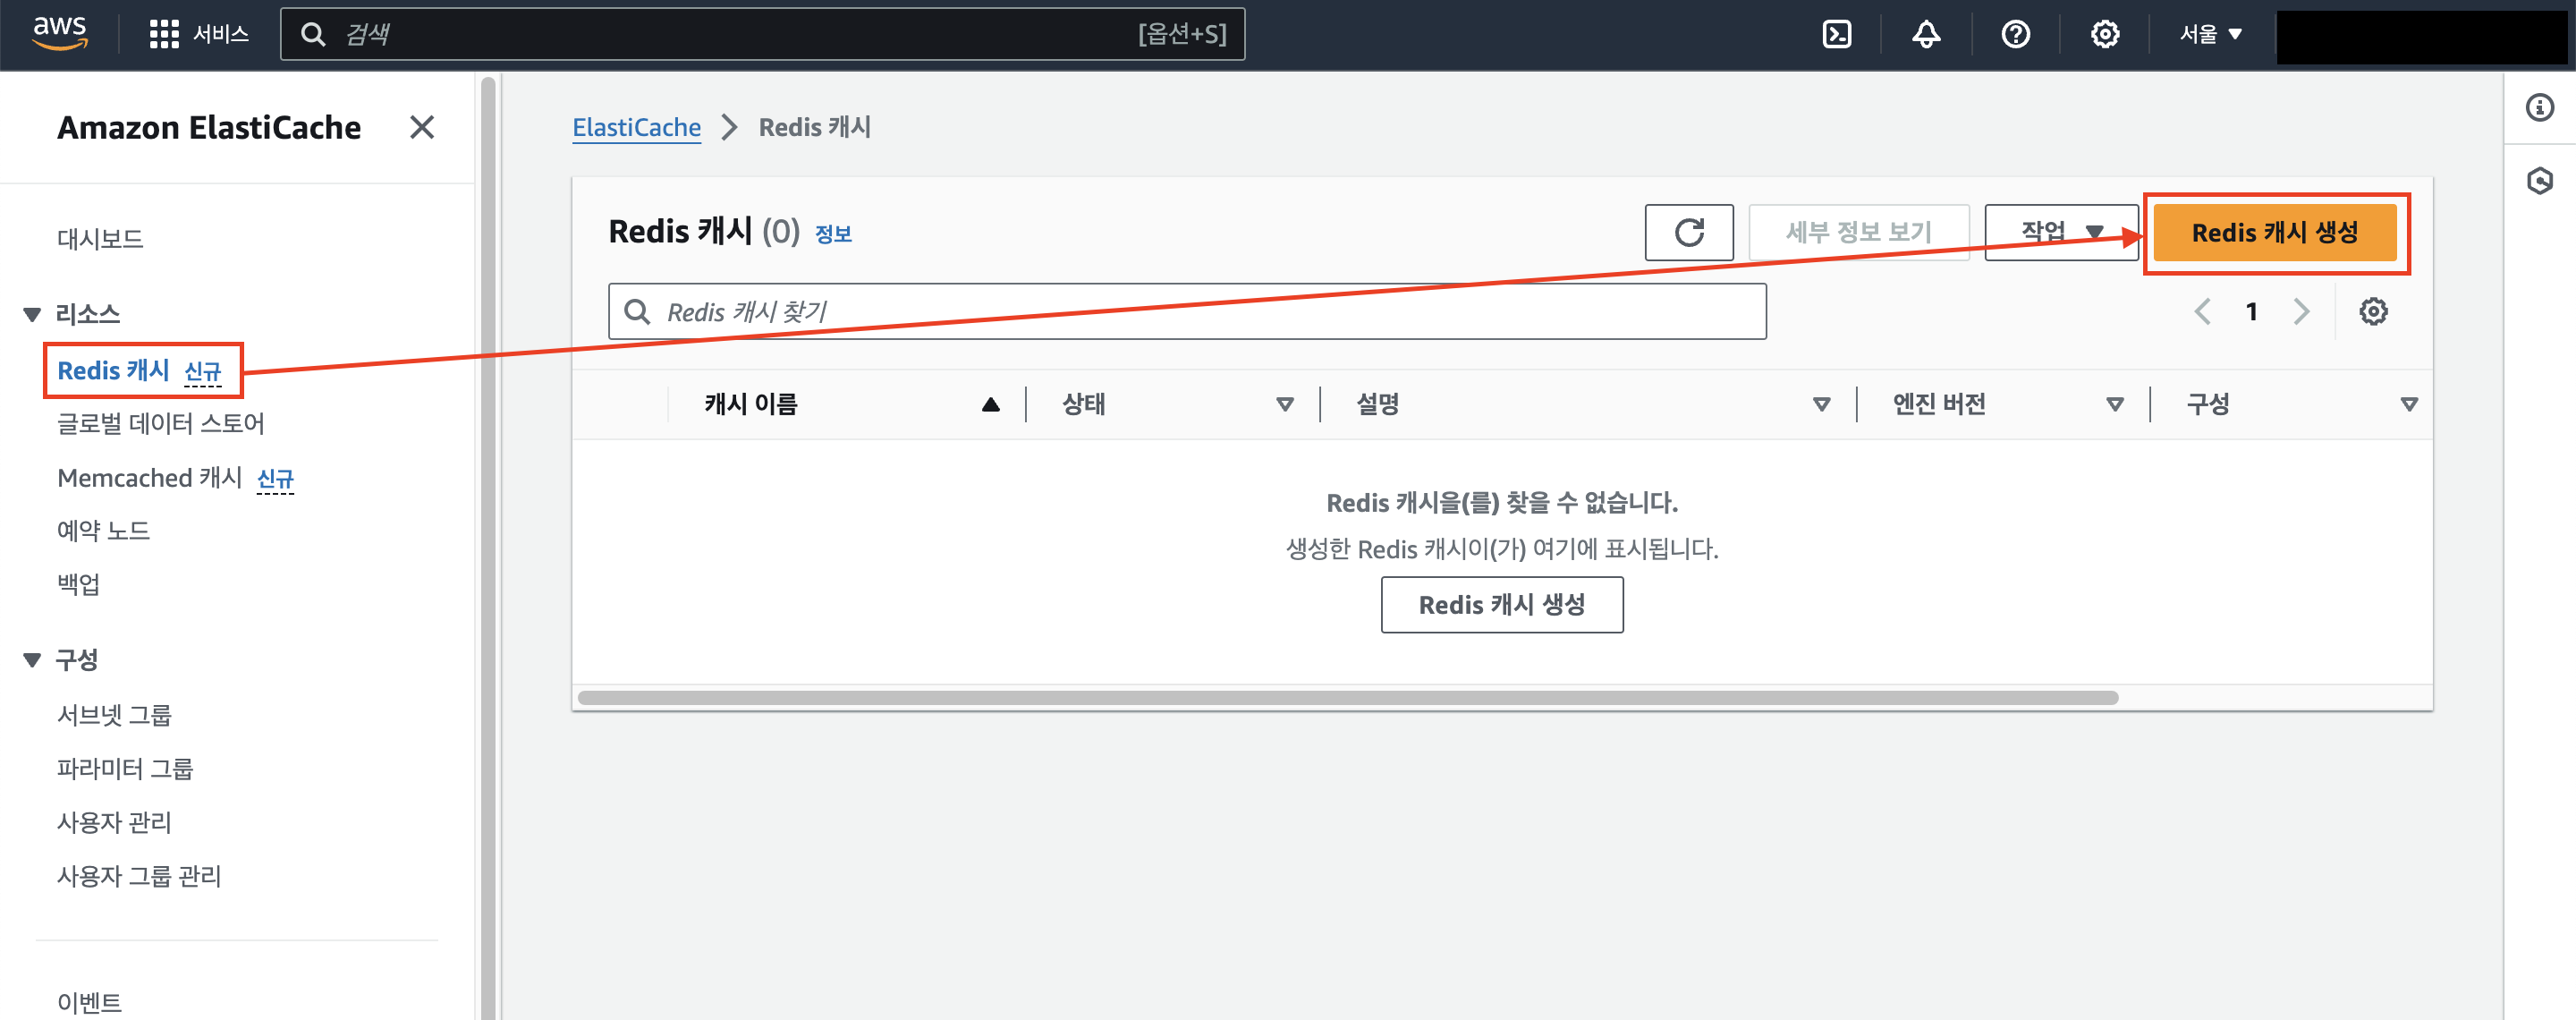 aws 서비스 검색 [옵션+S] 서울
Amazon ElastiCache
대시보드
리소스
Redis 캐시 신규
글로벌 데이터 스토어
Memcached 캐시 신규
예약 노드
백업
구성
서브넷 그룹
파라미터 그룹
사용자 관리
사용자 그룹 관리
이벤트
ElastiCache Redis 캐시
Redis 캐시 (0) 정보 세부 정보 보기 작업 Redis 캐시 생성
Redis 캐시 찾기 1
캐시 이름 상태 설명 엔진 버전 구성
Redis 캐시을(를) 찾을 수 없습니다.
생성한 Redis 캐시이(가) 여기에 표시됩니다.
Redis 캐시 생성